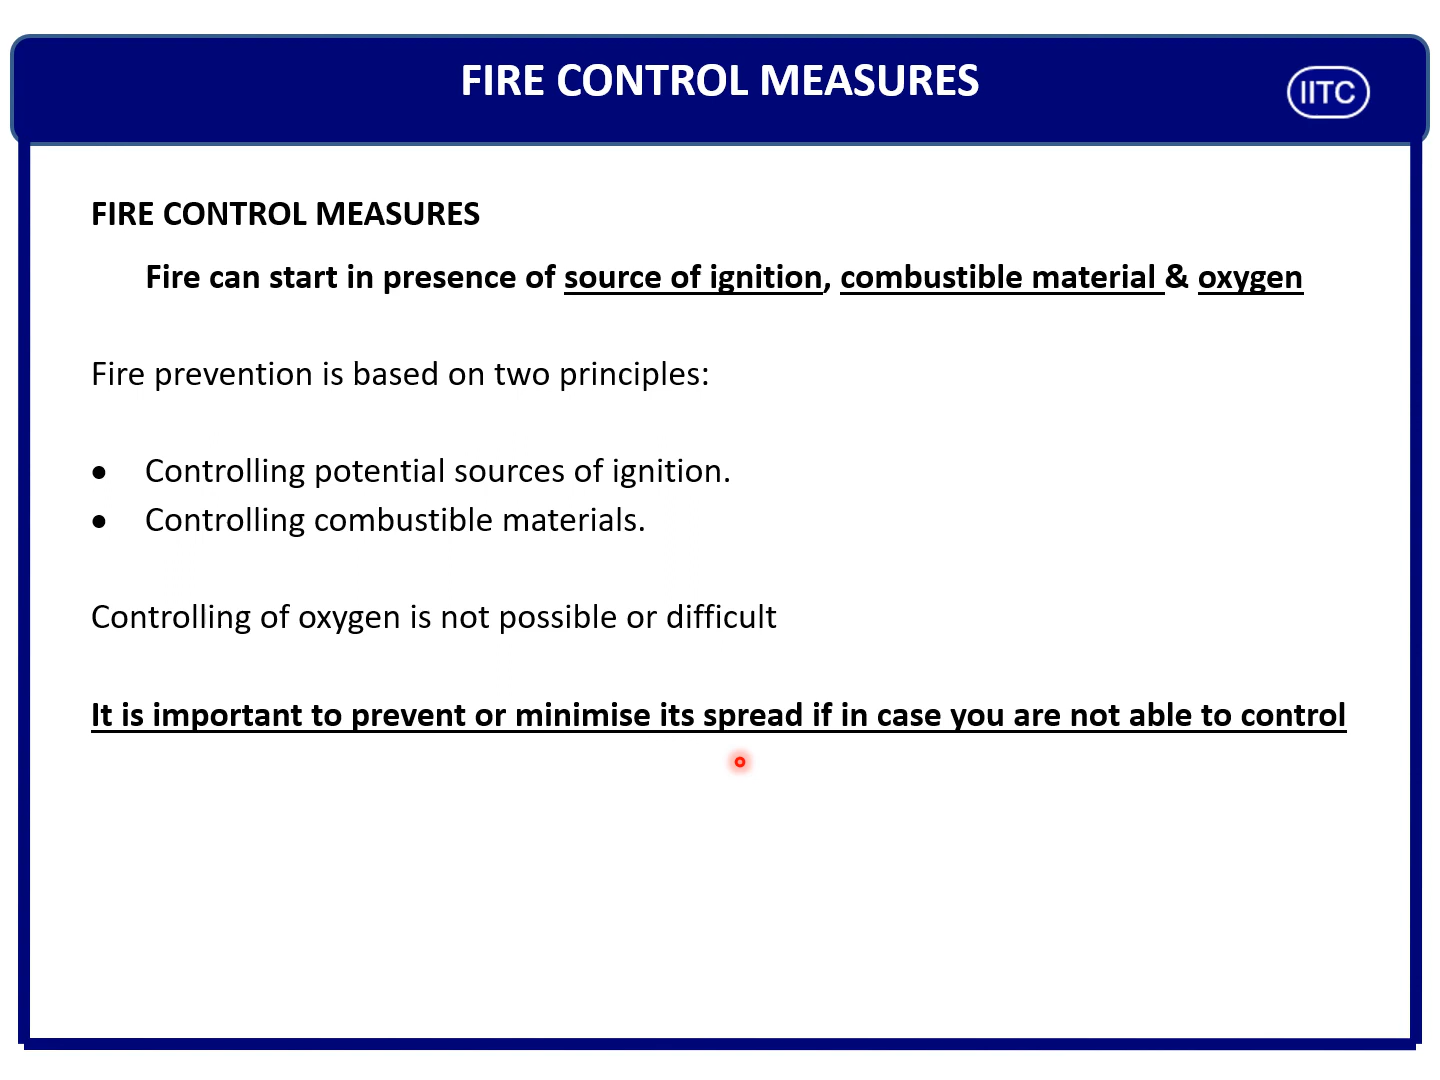 FIRE CONTROL MEASURES
IITC
FIRE CONTROL MEASURES
Fire can start in presence of source of ignition, combustible material & oxygen
Fire prevention is based on two principles:
● Controlling potential sources of ignition.
● Controlling combustible materials.
Controlling of oxygen is not possible or difficult
It is important to prevent or minimise its spread if in case you are not able to control